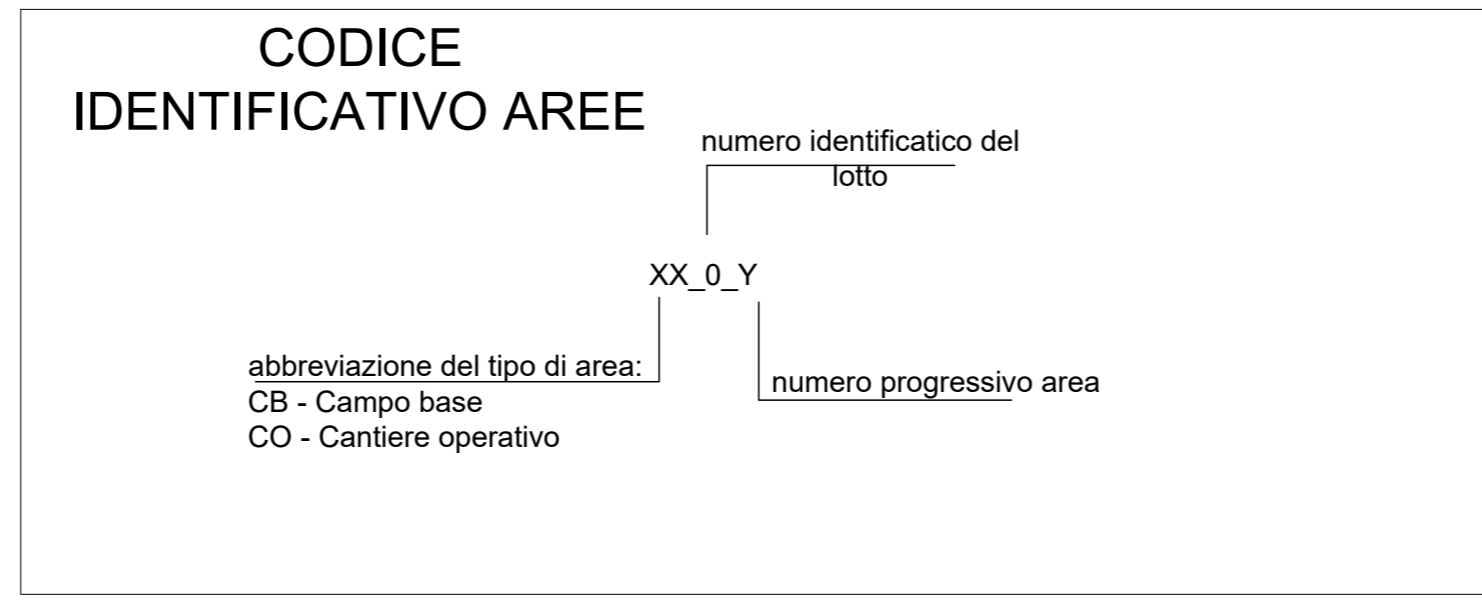 CODICE
IDENTIFICATIVO AREE
numero identificatico del
lotto
XX_0_Y
abbreviazione del tipo di area:
CB - Campo base
CO - Cantiere operativo
numero progressivo area